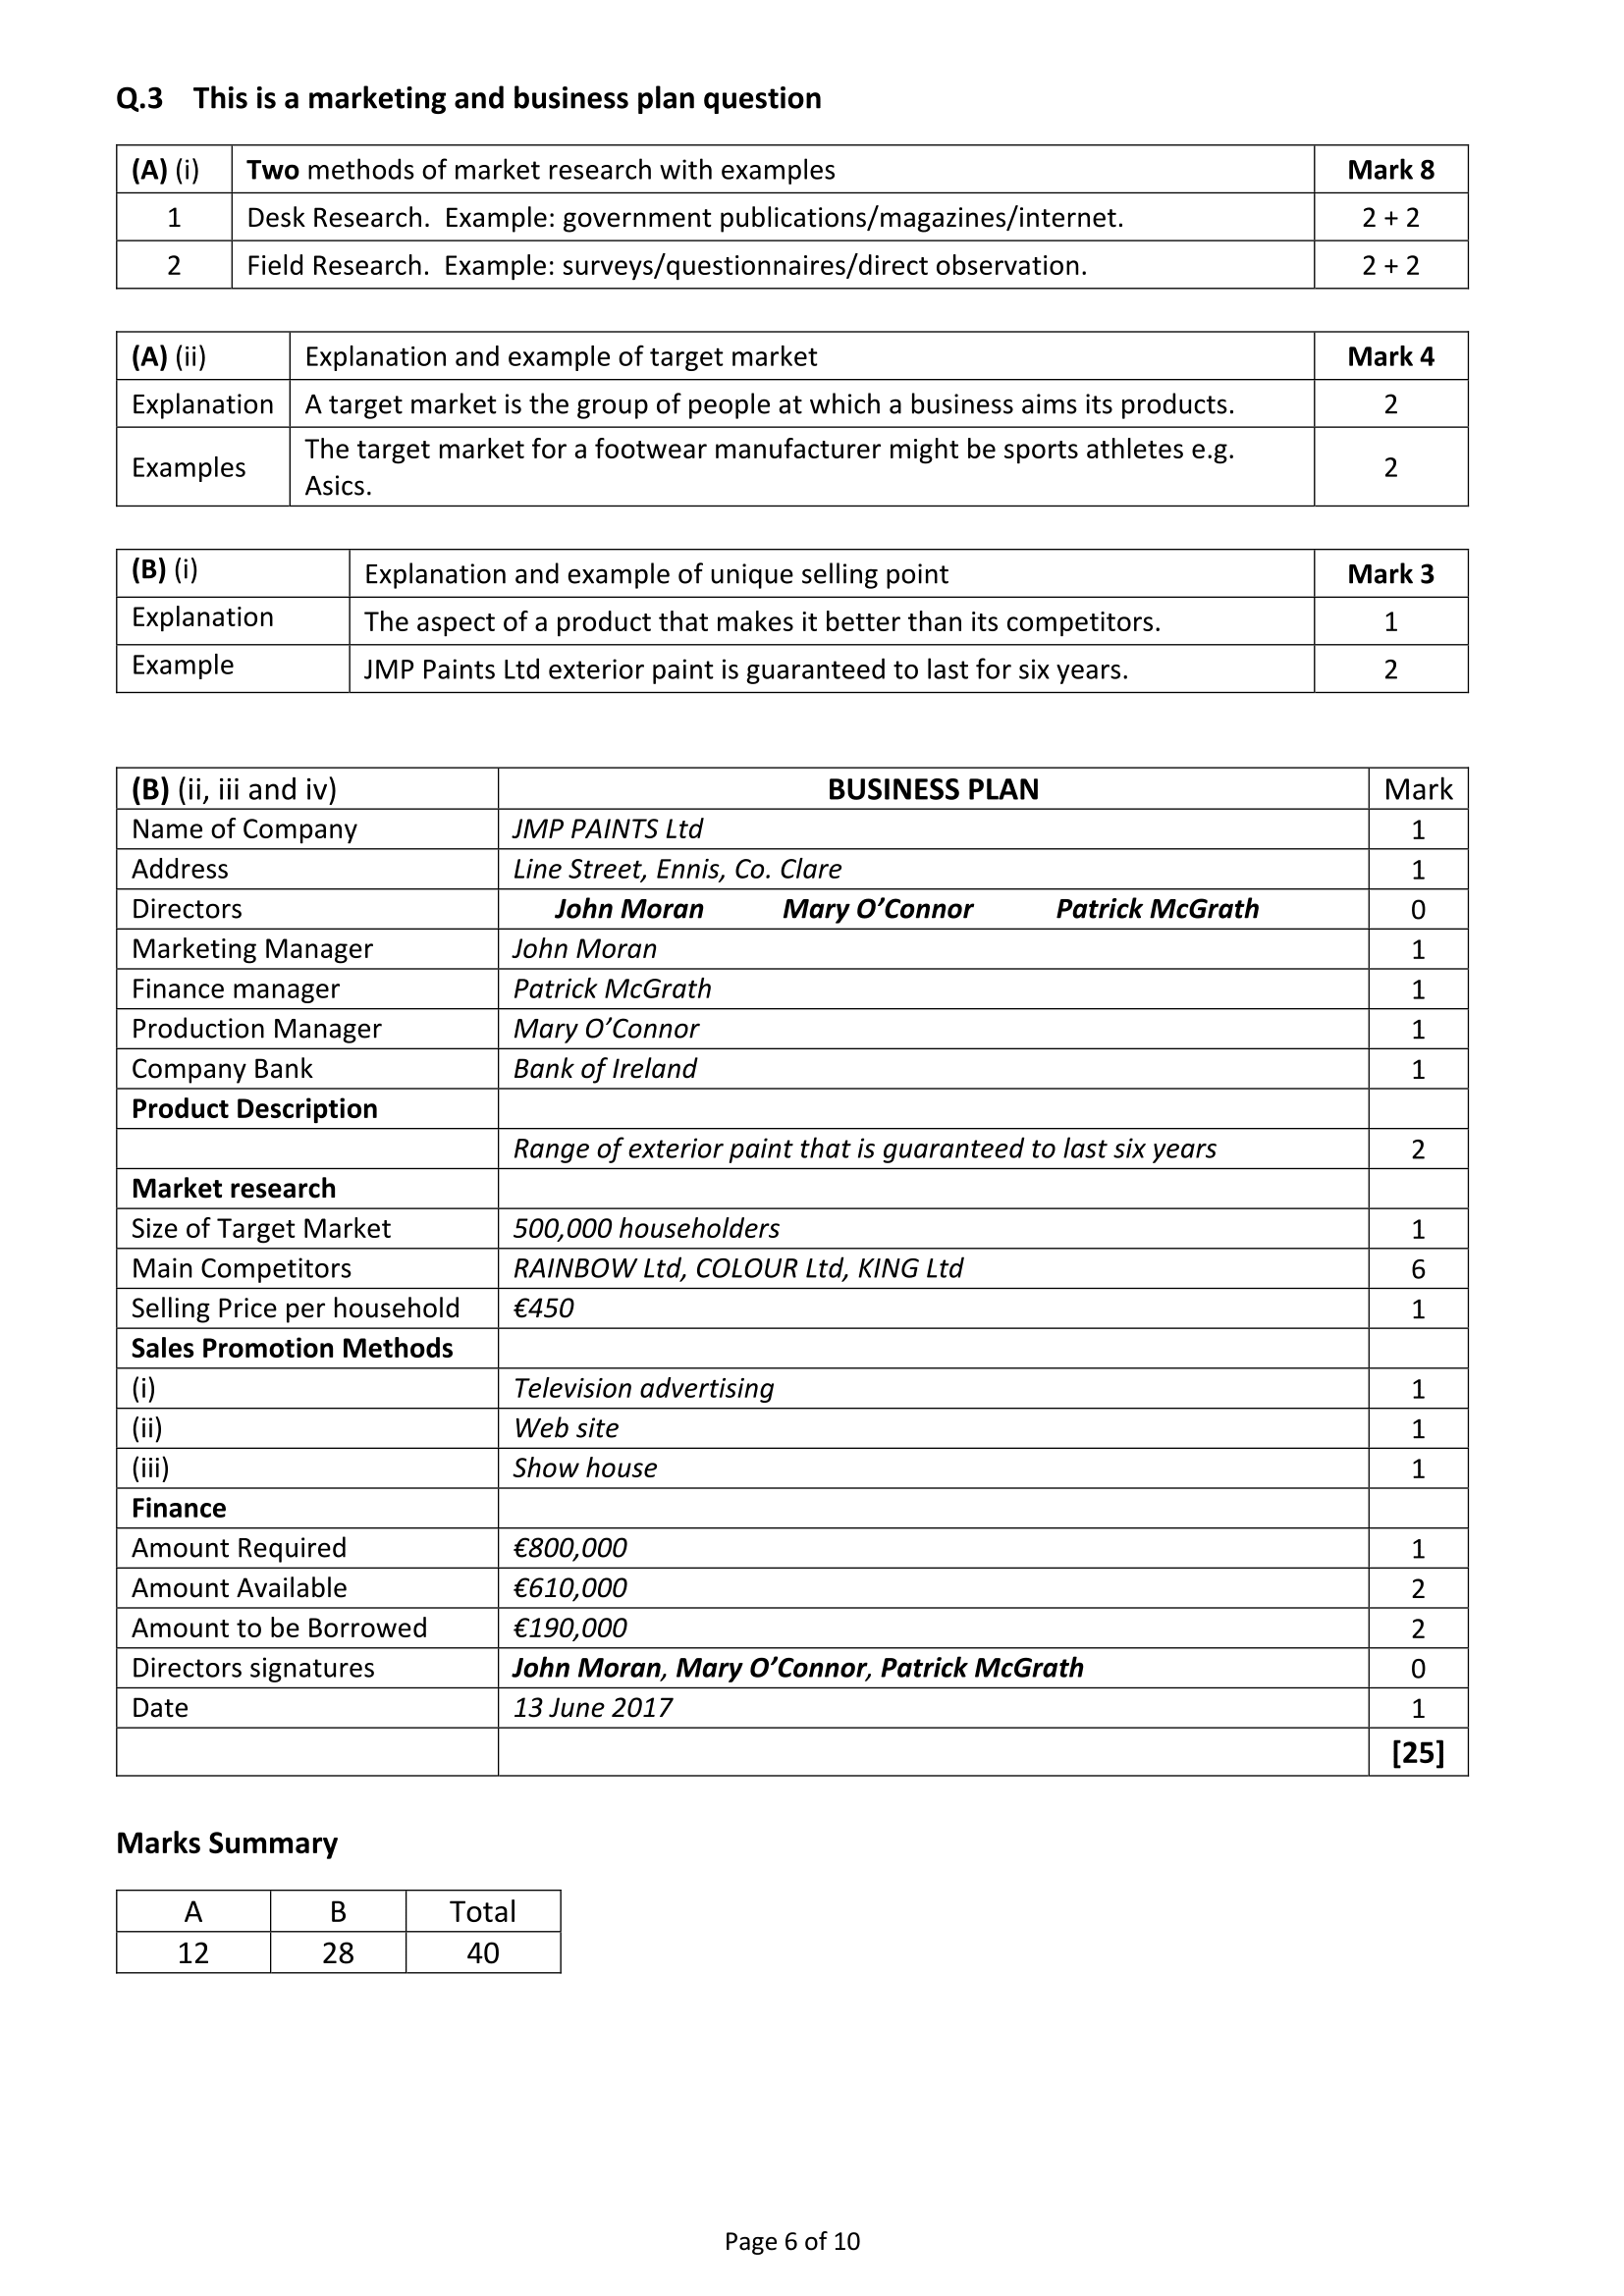 Q.3 This is a marketing and business plan question
(A) (i) Two methods of market research with examples Mark 8
1 Desk Research. Example: government publications/magazines/internet. 2 + 2
2 Field Research. Example: surveys/questionnaires/direct observation. 2 + 2
(A) (ii) Explanation and example of target market Mark 4
Explanation A target market is the group of people at which a business aims its products. 2
Examples The target market for a footwear manufacturer might be sports athletes e.g.
Asics. 2
(B) (i) Explanation and example of unique selling point Mark 3
Explanation The aspect of a product that makes it better than its competitors. 1
Example JMP Paints Ltd exterior paint is guaranteed to last for six years. 2
(B) (ii, iii and iv) BUSINESS PLAN Mark
Name of Company JMP PAINTS Ltd 1
Address Line Street, Ennis, Co. Clare 1
Directors John Moran Mary O’Connor Patrick McGrath 0
Marketing Manager John Moran 1
Finance manager Patrick McGrath 1
Production Manager Mary O’Connor 1
Company Bank Bank of Ireland 1
Product Description
Range of exterior paint that is guaranteed to last six years 2
Market research
Size of Target Market 500,000 householders 1
Main Competitors RAINBOW Ltd, COLOUR Ltd, KING Ltd 6
Selling Price per household €450 1
Sales Promotion Methods
(i) Television advertising 1
(ii) Web site 1
(iii) Show house 1
Finance
Amount Required €800,000 1
Amount Available €610,000 2
Amount to be Borrowed €190,000 2
Directors signatures John Moran, Mary O’Connor, Patrick McGrath 0
Date 13 June 2017 1
[25]
Marks Summary
A B Total
12 28 40
Page 6 of 10